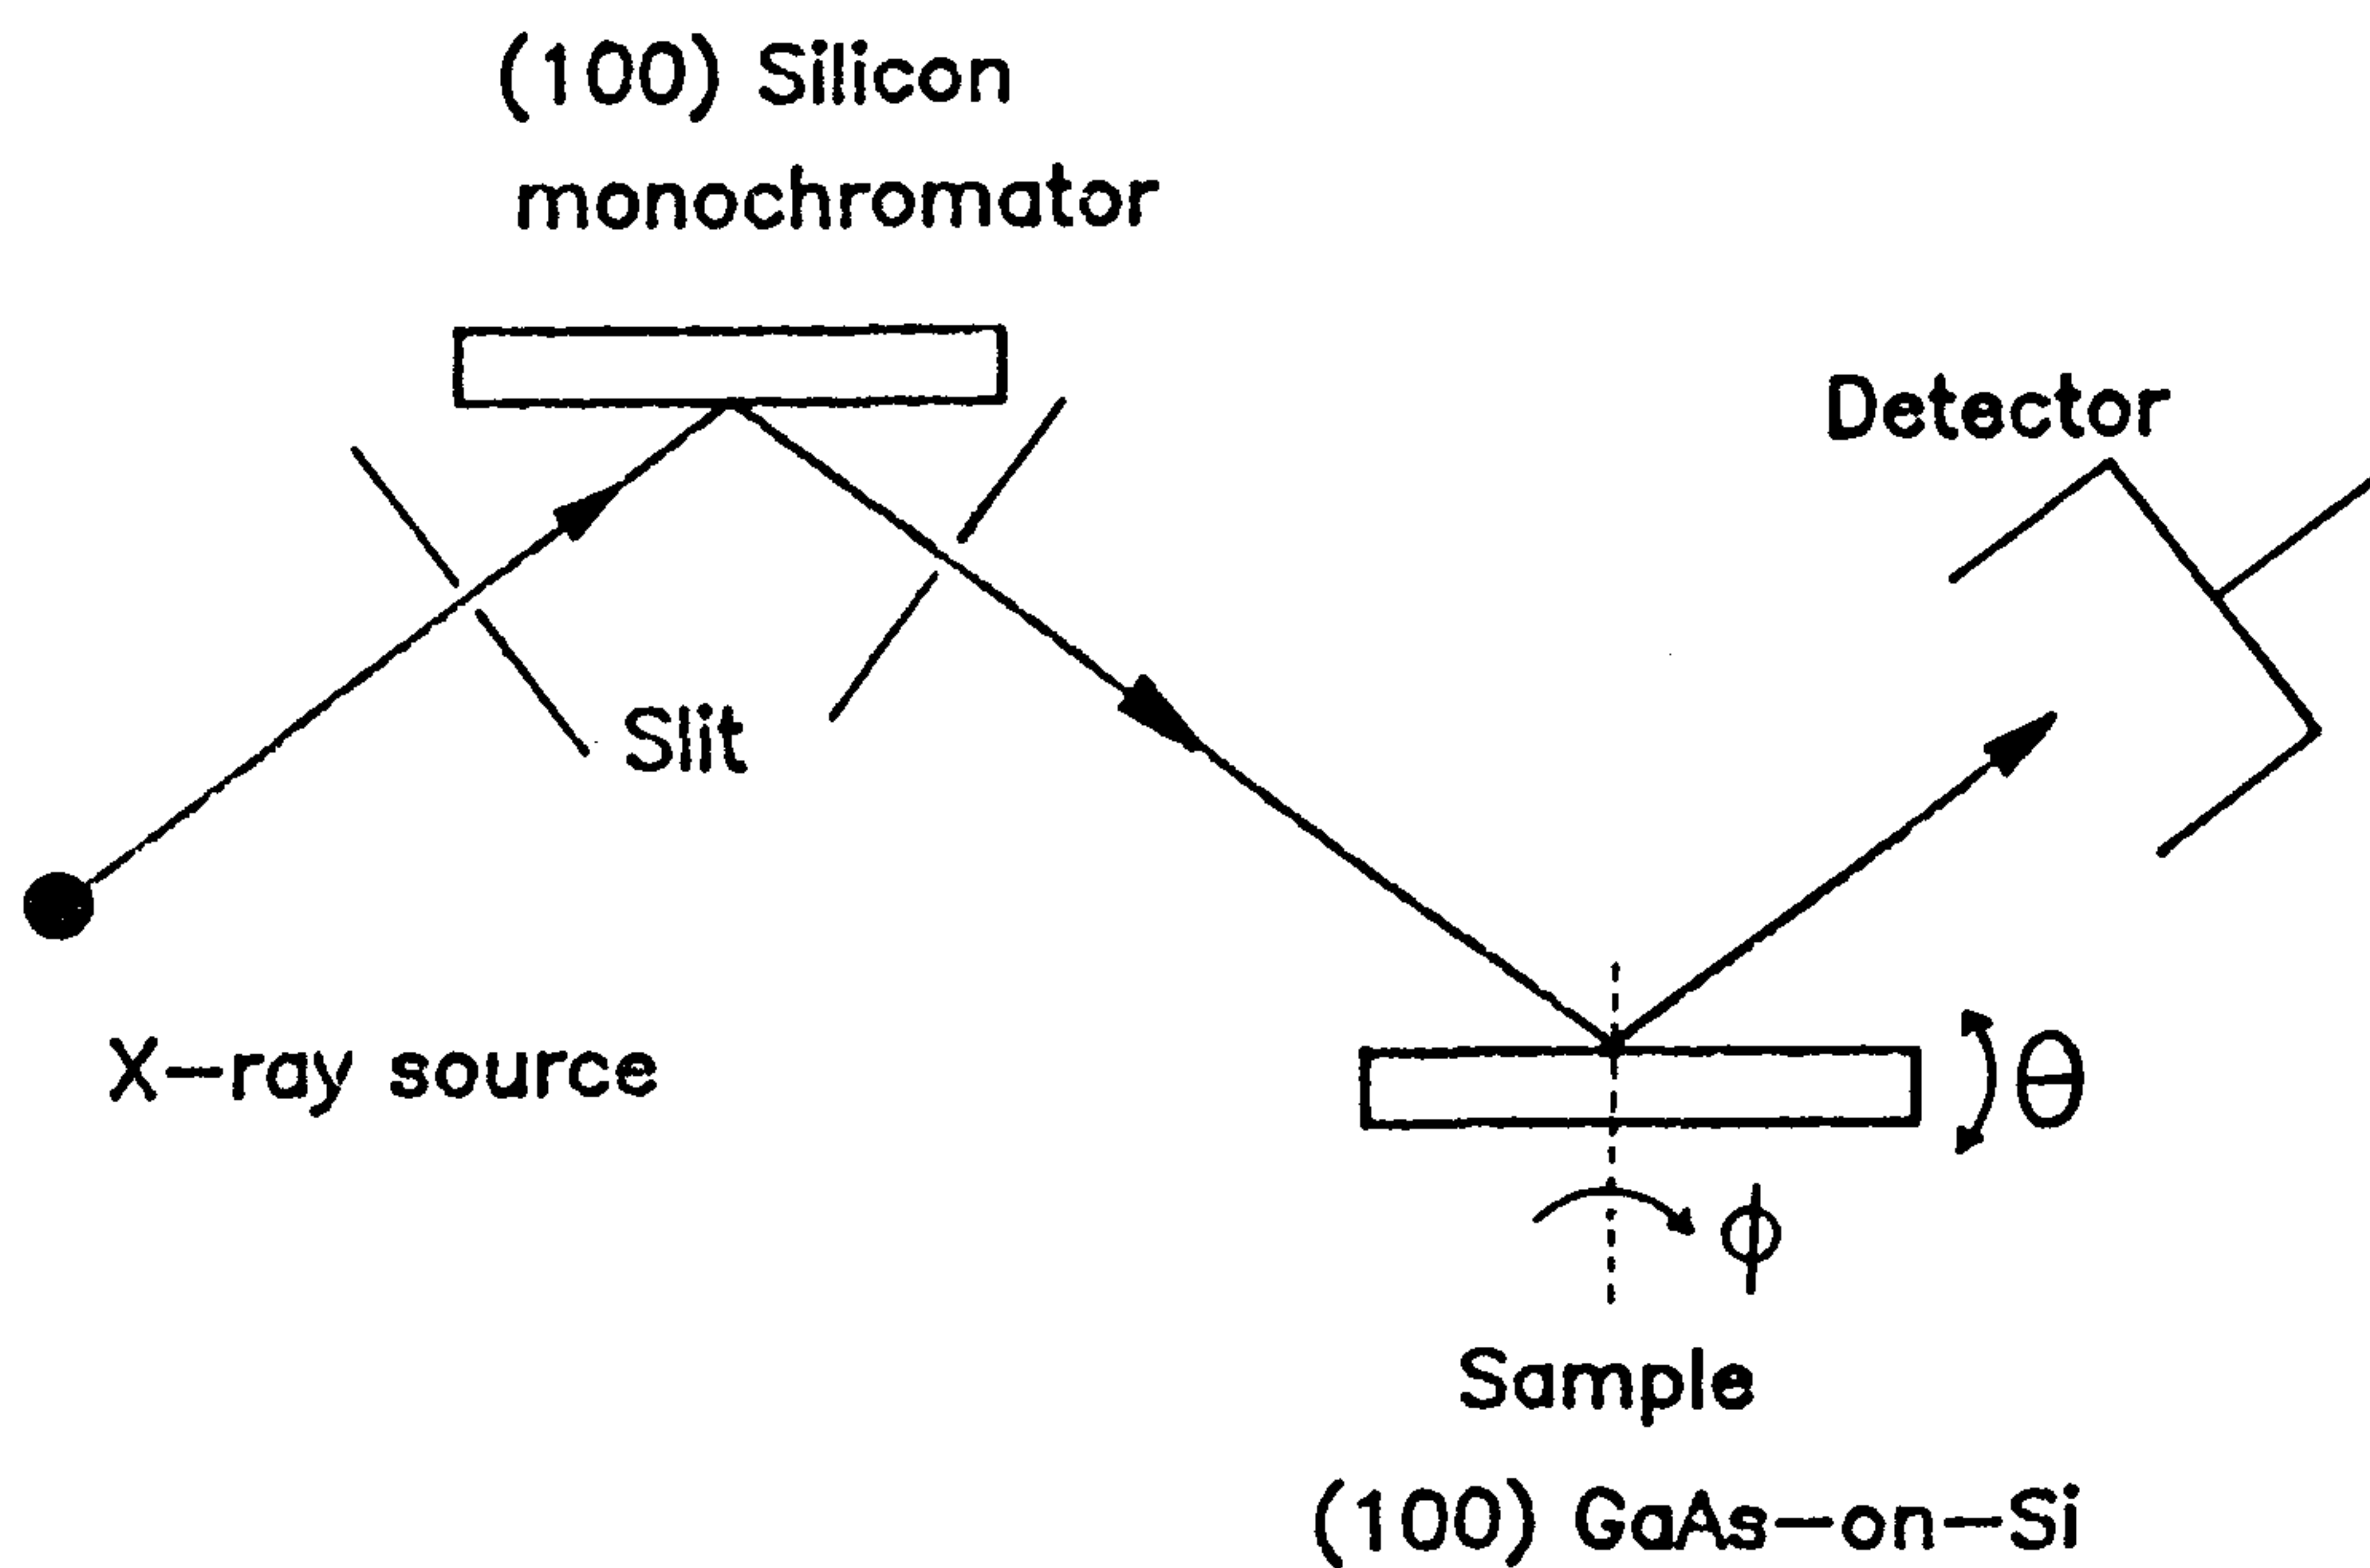 (100) Silicon
monochromator
Detector
Slit
X-ray source
θ
ϕ
Sample
(100) GaAs-on-Si